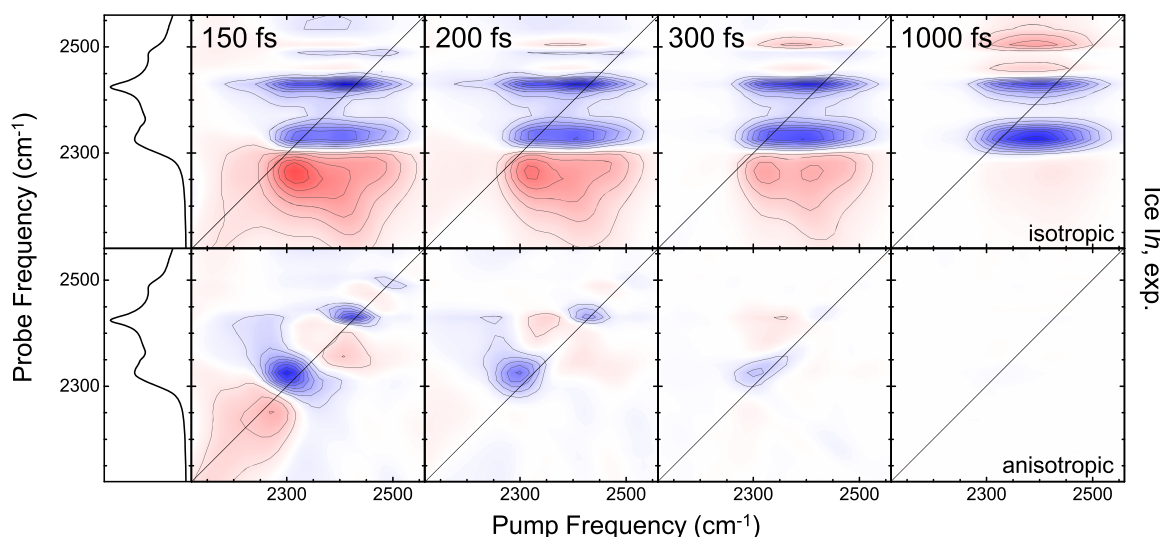 150 fs
200 fs
300 fs
1000 fs
2500
2300
isotropic
2500
2300
anisotropic
2300
2500
2300
2500
2300
2500
2300
2500
Probe Frequency (cm-1)
Pump Frequency (cm-1)
Ice Ih, exp.